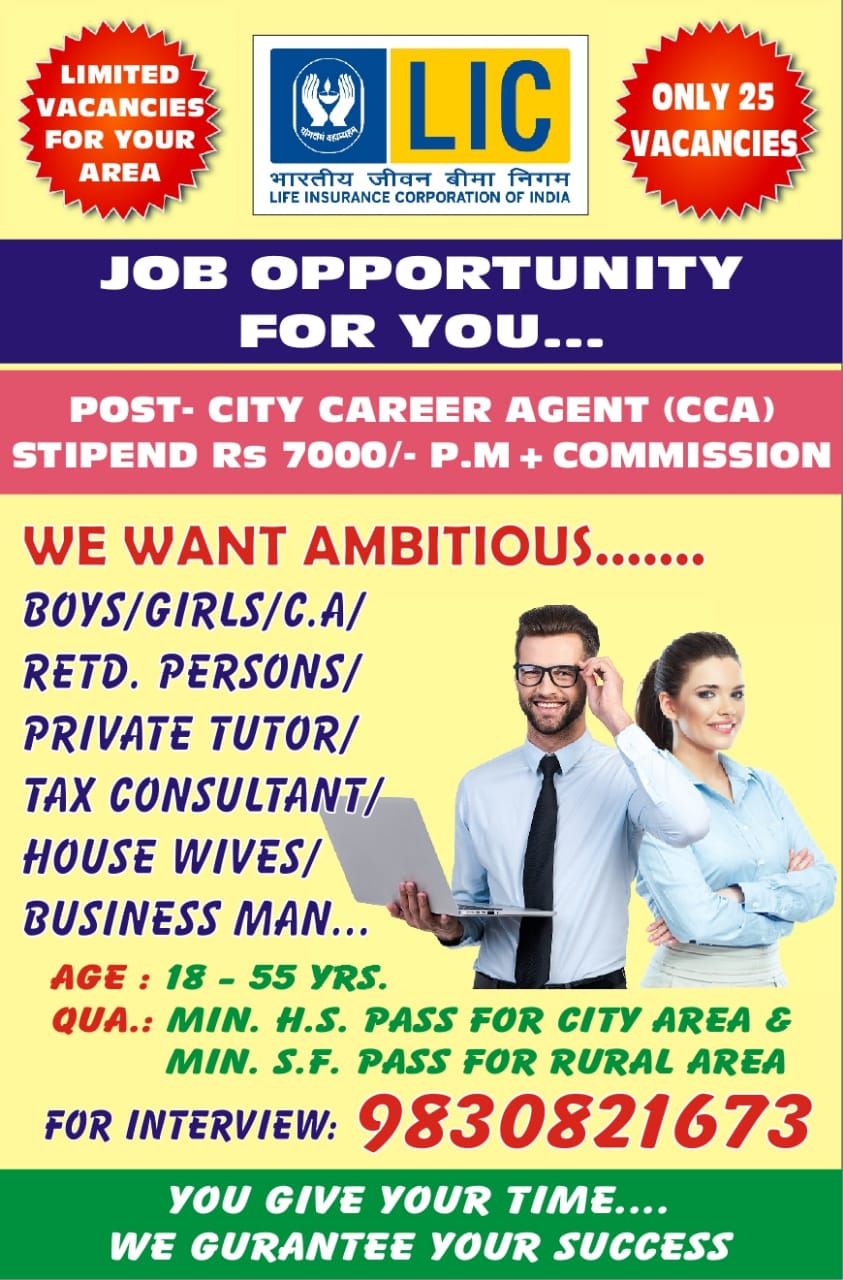 LIMITED
VACANCIES
FOR YOUR
AREA
LIC
योगक्षेमं वहाम्यहम्
भारतीय जीवन बीमा निगम
LIFE INSURANCE CORPORATION OF INDIA
ONLY 25
VACANCIES
JOB OPPORTUNITY
FOR YOU...
POST- CITY CAREER AGENT (CCA)
STIPEND Rs 7000/- P.M + COMMISSION
WE WANT AMBITIOUS.......
BOYS/GIRLS/C.A/
RETD. PERSONS/
PRIVATE TUTOR/
TAX CONSULTANT/
HOUSE WIVES/
BUSINESS MAN...
AGE : 18 - 55 YRS.
QUA.: MIN. H.S. PASS FOR CITY AREA &
MIN. S.F. PASS FOR RURAL AREA
FOR INTERVIEW: 9830821673
YOU GIVE YOUR TIME....
WE GURANTEE YOUR SUCCESS